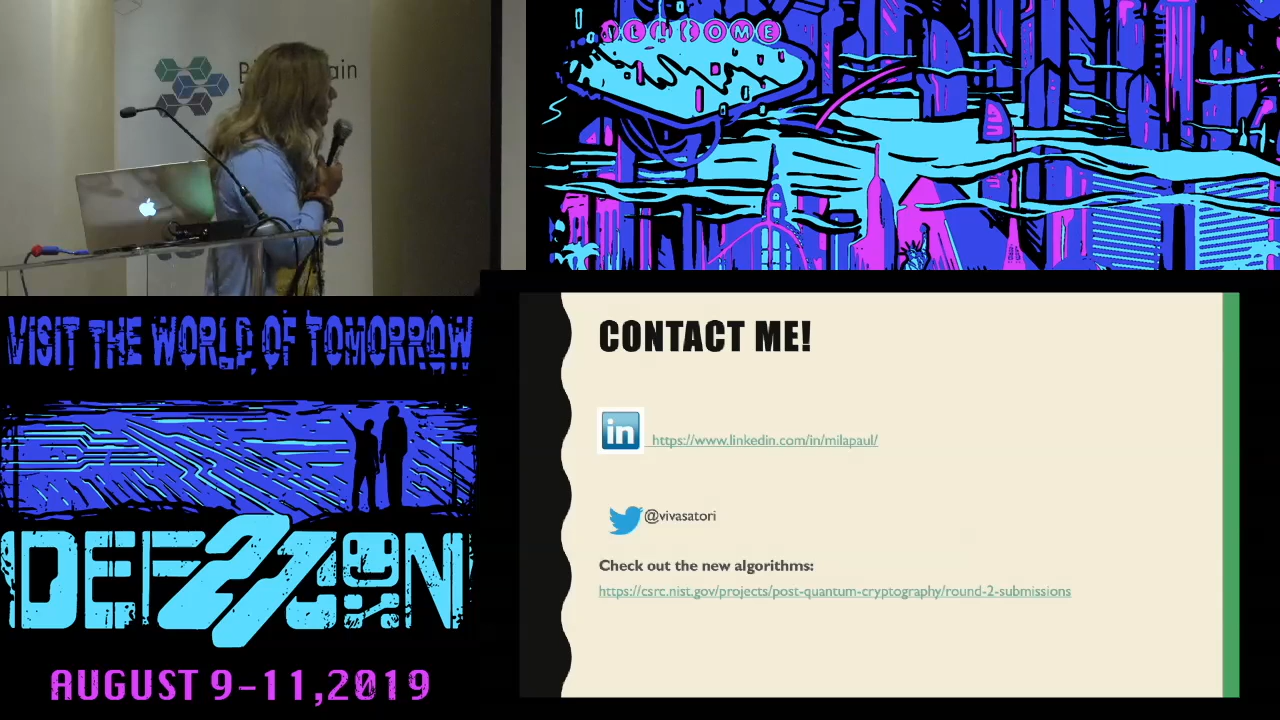 WELCOME
VISIT THE WORLD OF TOMORROW
DEF 27 CON
AUGUST 9-11,2019
CONTACT ME!
in
https://www.linkedin.com/in/milapaul/
@vivasatori
Check out the new algorithms:
https://csrc.nist.gov/projects/post-quantum-cryptography/round-2-submissions